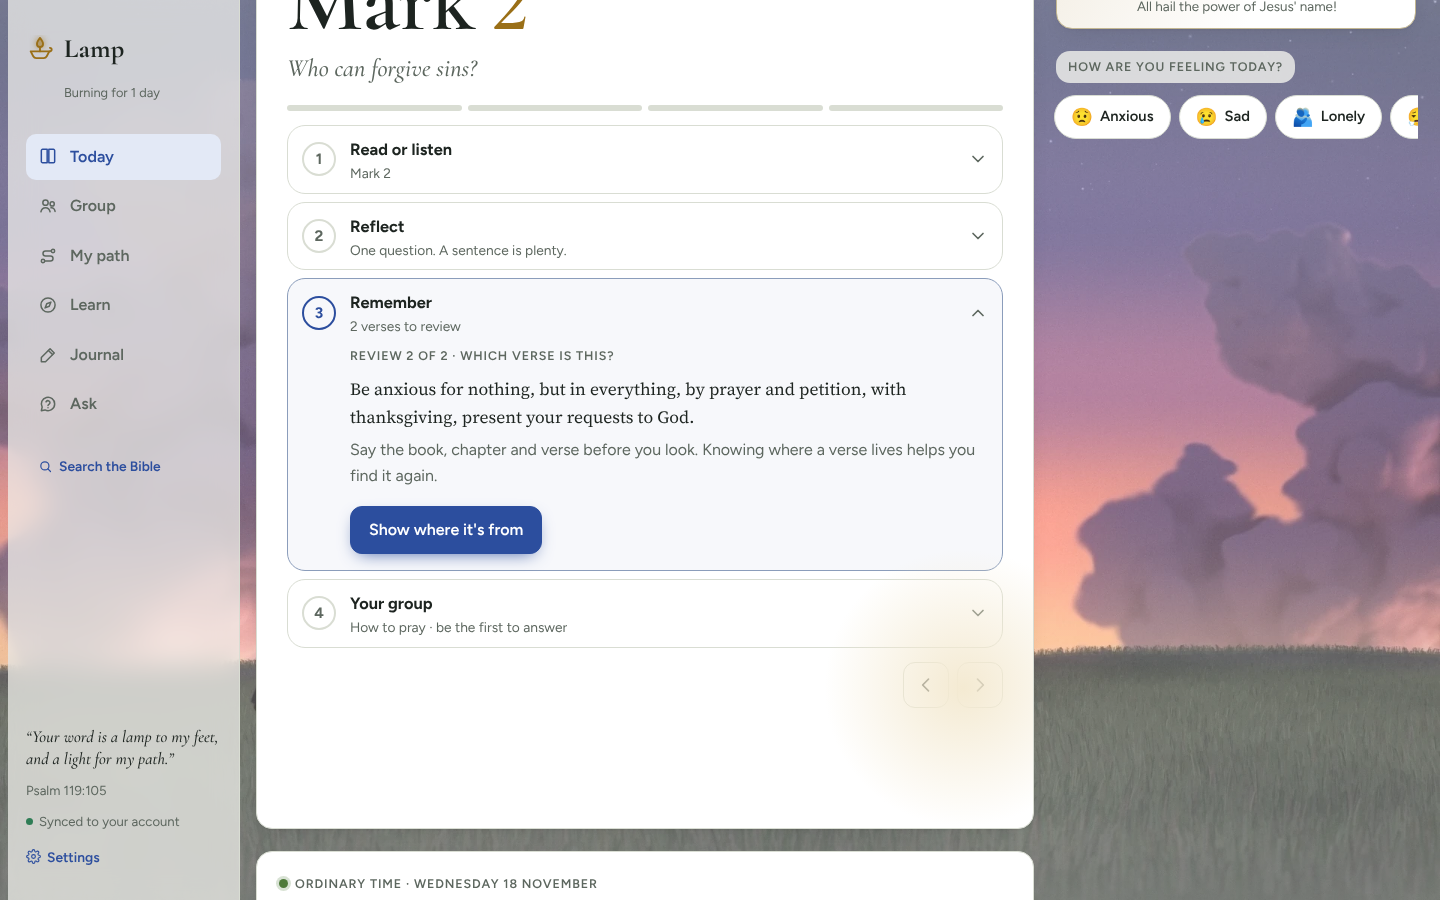 Lamp
Burning for 1 day
Today
Group
My path
Learn
Journal
Ask
Search the Bible
“Your word is a lamp to my feet,
and a light for my path.”
Psalm 119:105
Synced to your account
Settings
Mark 2
Who can forgive sins?
1
Read or listen
Mark 2
2
Reflect
One question. A sentence is plenty.
3
Remember
2 verses to review
REVIEW 2 OF 2 · WHICH VERSE IS THIS?
Be anxious for nothing, but in everything, by prayer and petition, with
thanksgiving, present your requests to God.
Say the book, chapter and verse before you look. Knowing where a verse lives helps you
find it again.
Show where it's from
4
Your group
How to pray · be the first to answer
ORDINARY TIME · WEDNESDAY 18 NOVEMBER
All hail the power of Jesus’ name!
HOW ARE YOU FEELING TODAY?
Anxious
Sad
Lonely